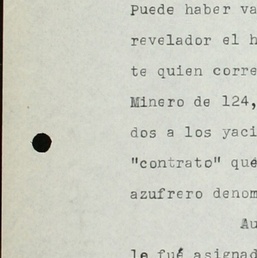 Puede haber va
revelador el h
te quien corre
Minero de 124,
dos a los yaci
"contrato" que
azufrero denom
Au
le fué asignad